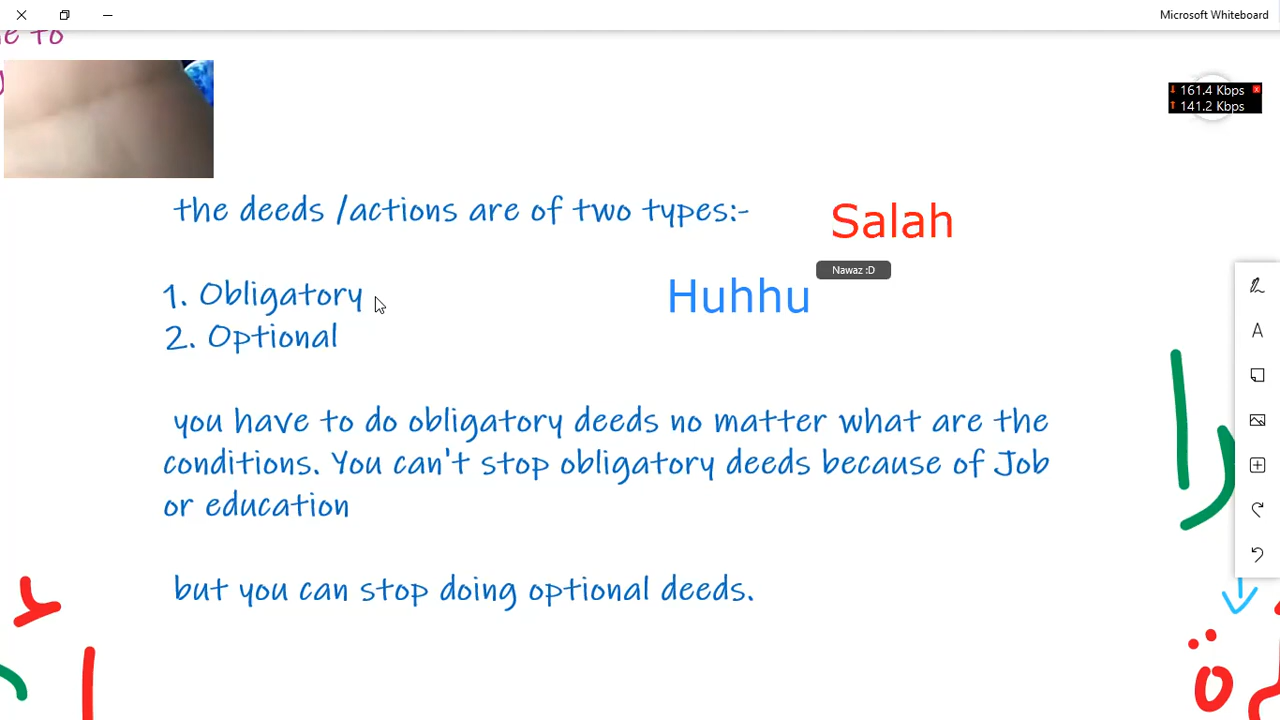 Microsoft Whiteboard
e to
161.4 Kbps
141.2 Kbps
the deeds /actions are of two types:-
Salah
Nawaz :D
1. Obligatory
Huhhu
2. Optional
you have to do obligatory deeds no matter what are the
conditions. You can't stop obligatory deeds because of Job
or education
but you can stop doing optional deeds.